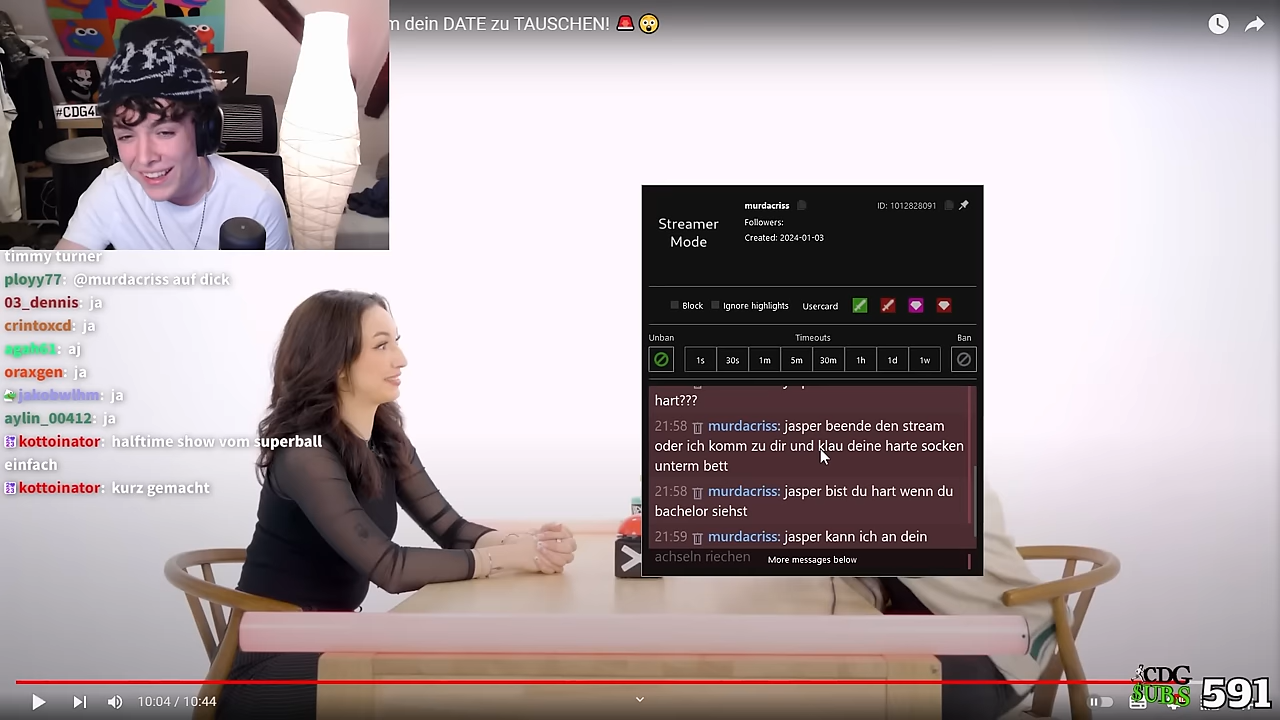 m dein DATE zu TAUSCHEN! 🚨😲
#CDG4
timmy turner
ployy77: @murdacriss auf dick
03_dennis: ja
crintoxcd: ja
agoh61: aj
oraxgen: ja
jakobwlhm: ja
aylin_00412: ja
kottoinator: halftime show vom superball
einfach
kottoinator: kurz gemacht
Streamer
Mode
murdacriss
ID: 1012828091
Followers:
Created: 2024-01-03
Block
Ignore highlights
Usercard
Unban
Timeouts
Ban
1s 30s 1m 5m 30m 1h 1d 1w
hart???
21:58 murdacriss: jasper beende den stream
oder ich komm zu dir und klau deine harte socken
unterm bett
21:58 murdacriss: jasper bist du hart wenn du
bachelor siehst
21:59 murdacriss: jasper kann ich an dein
achseln riechen
More messages below
10:04 / 10:44
CDG
SUBS 591